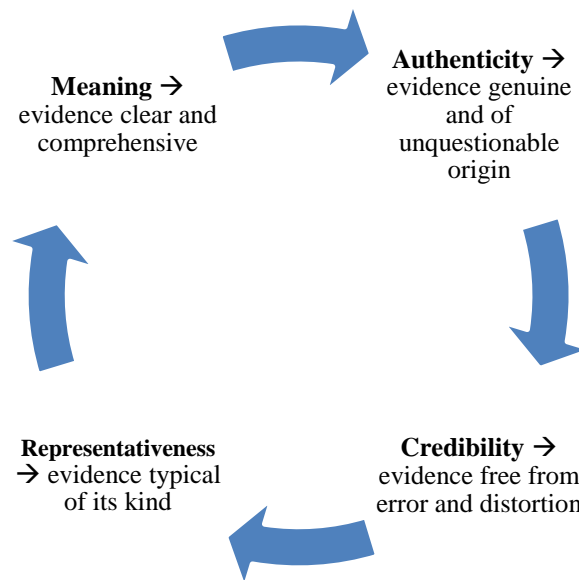 Meaning →
evidence clear and
comprehensive
Authenticity →
evidence genuine
and of
unquestionable
origin
Credibility →
evidence free from
error and distortion
Representativeness
→ evidence typical
of its kind